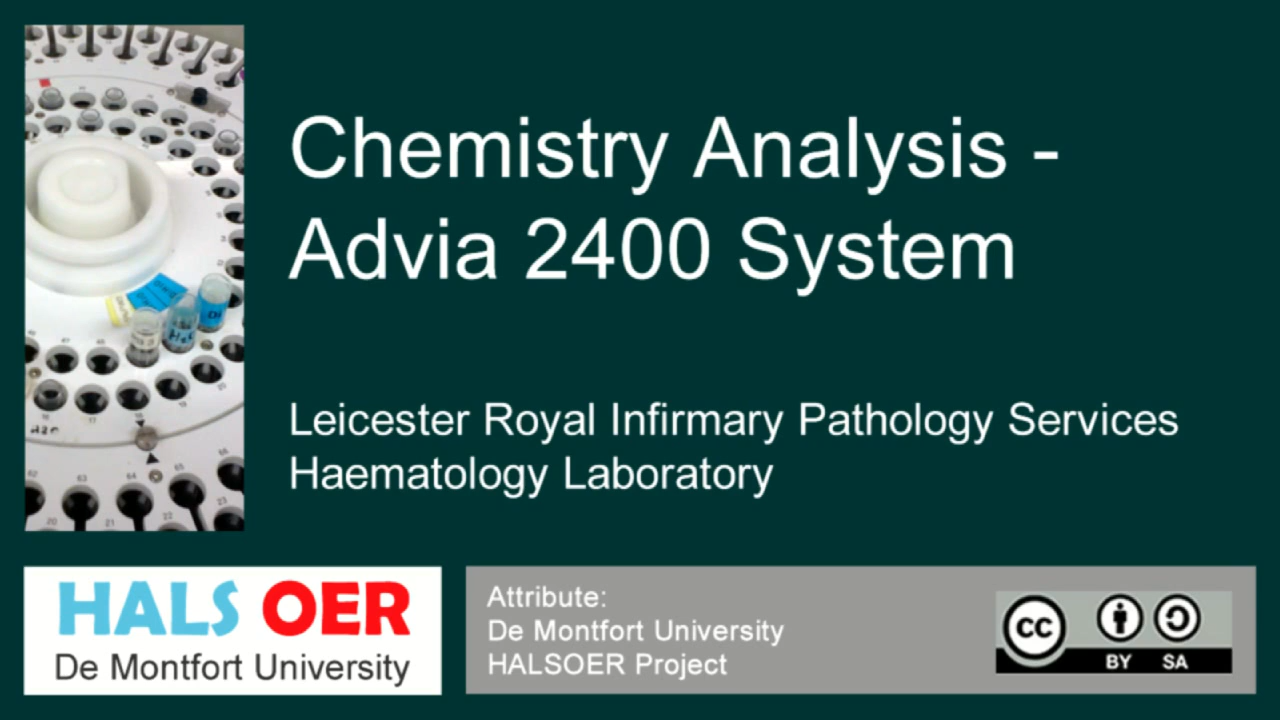 Chemistry Analysis -
Advia 2400 System
Leicester Royal Infirmary Pathology Services
Haematology Laboratory
HALS OER
De Montfort University
Attribute:
De Montfort University
HALSOER Project
cc
BY SA